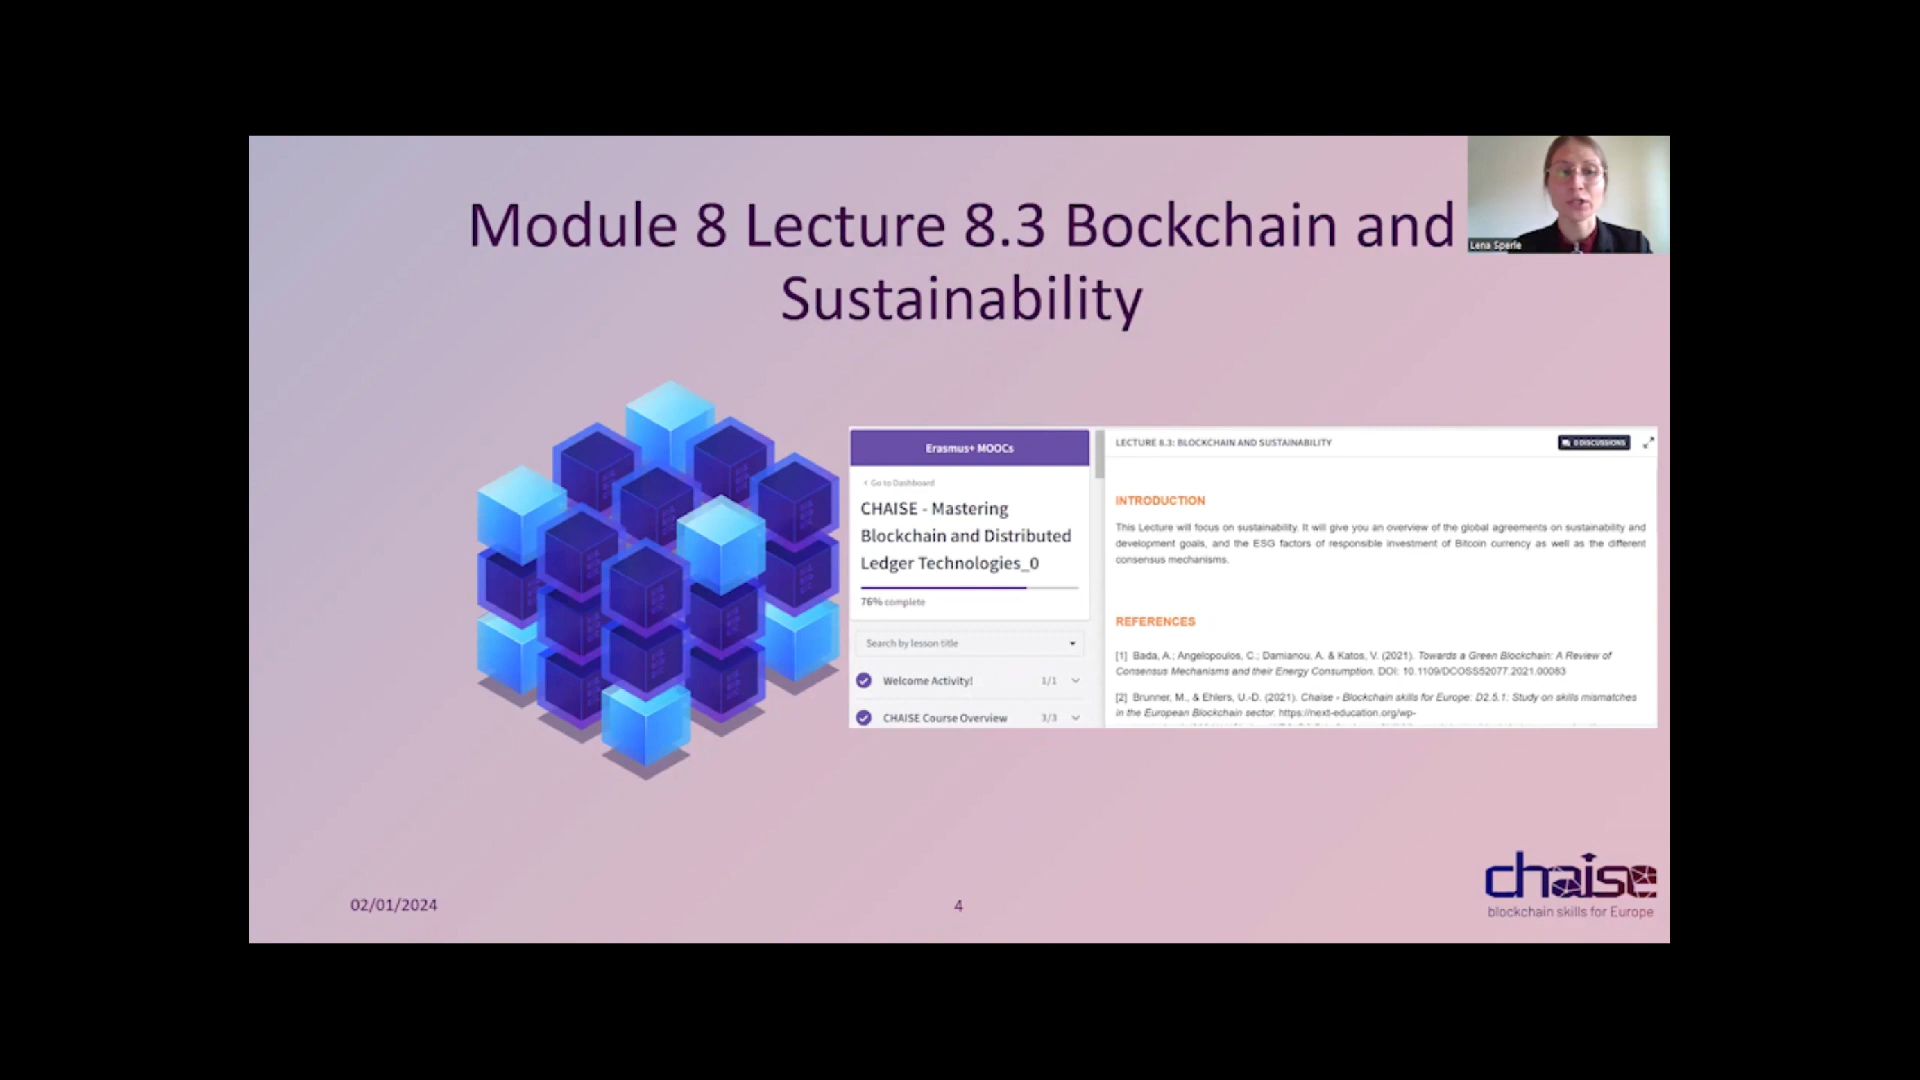 Module 8 Lecture 8.3 Bockchain and
Sustainability
Lena Sperle
Erasmus+ MOOCs
Go to Dashboard
CHAISE - Mastering
Blockchain and Distributed
Ledger Technologies_0
76% complete
Search by lesson title
Welcome Activity! 1/1
CHAISE Course Overview 3/3
LECTURE 8.3: BLOCKCHAIN AND SUSTAINABILITY
0 DISCUSSIONS
INTRODUCTION
This Lecture will focus on sustainability. It will give you an overview of the global agreements on sustainability and
development goals, and the ESG factors of responsible investment of Bitcoin currency as well as the different
consensus mechanisms.
REFERENCES
[1] Bada, A.; Angelopoulos, C.; Damianou, A. & Katos, V. (2021). Towards a Green Blockchain: A Review of
Consensus Mechanisms and their Energy Consumption. DOI: 10.1109/DCOSS52077.2021.00083
[2] Brunner, M., & Ehlers, U.-D. (2021). Chaise - Blockchain skills for Europe: D2.5.1: Study on skills mismatches
in the European Blockchain sector. https://next-education.org/wp-
02/01/2024
4
chaise
blockchain skills for Europe